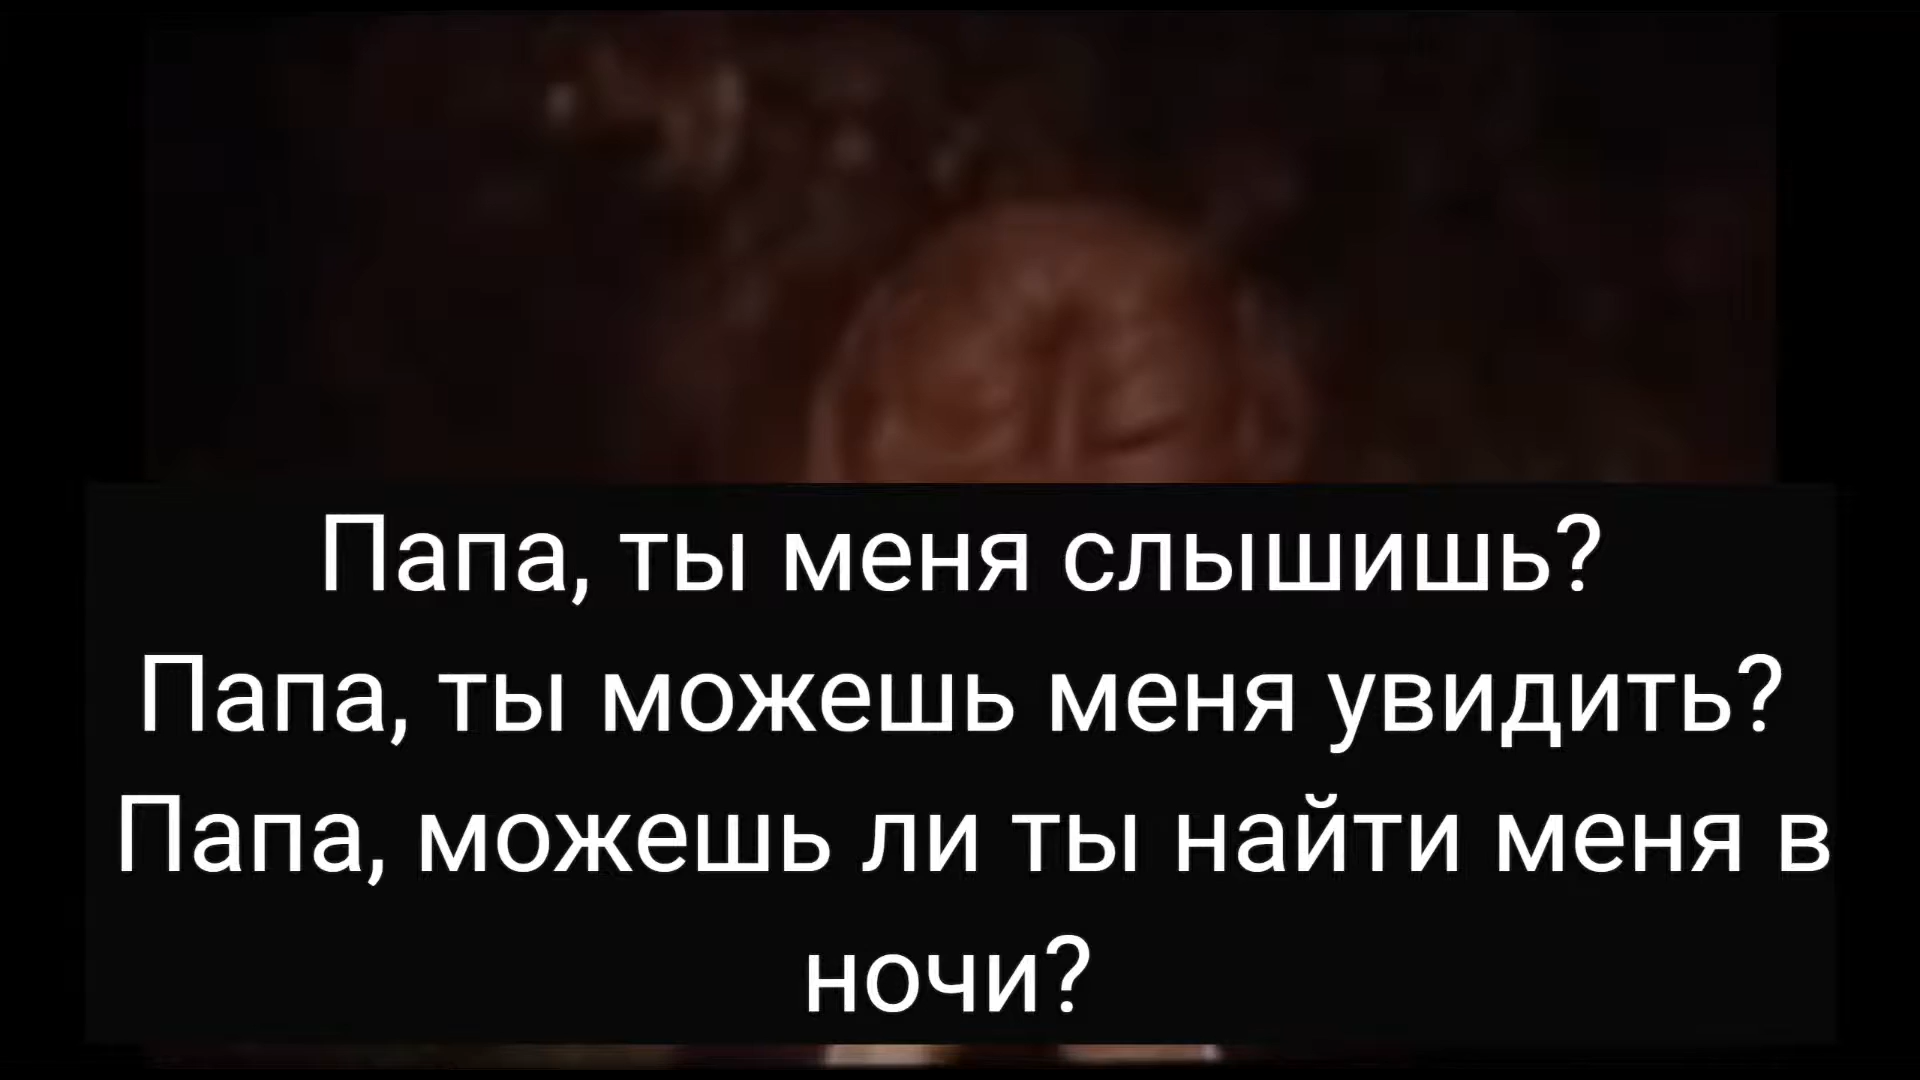 Папа, ты меня слышишь?
Папа, ты можешь меня увидить?
Папа, можешь ли ты найти меня в
ночи?